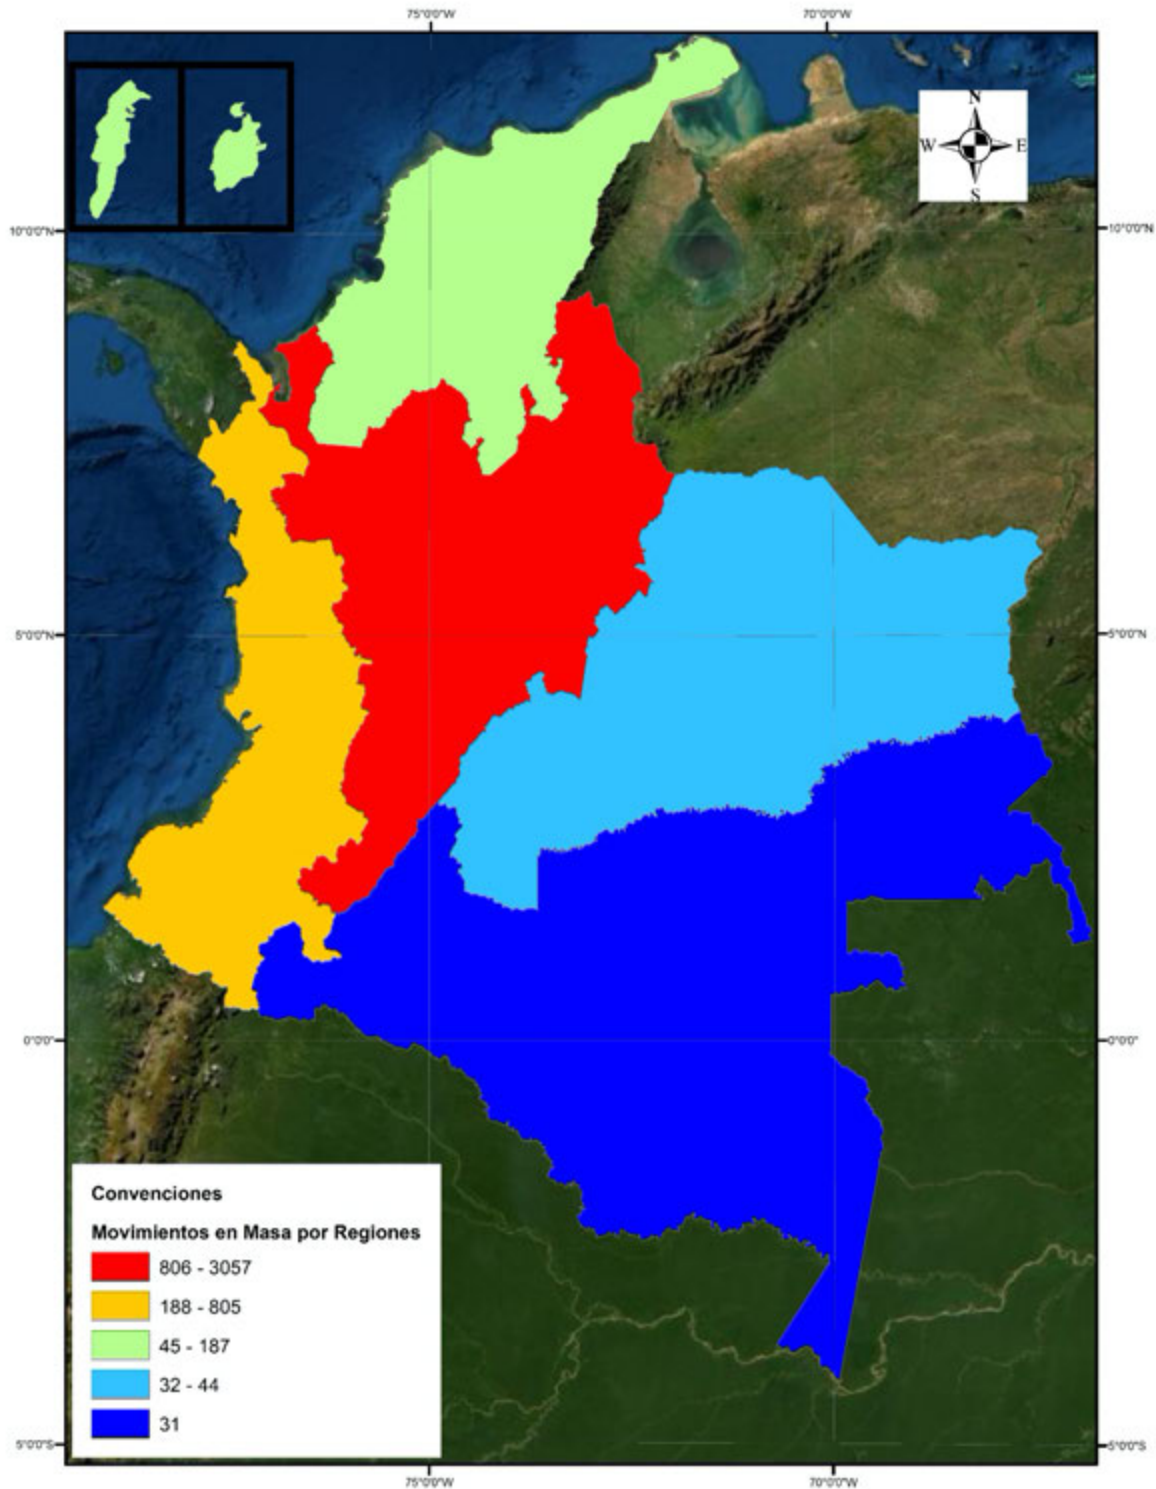 75°0'0"W 70°0'0"W
N
W E
S
10°0'0"N 10°0'0"N
5°0'0"N 5°0'0"N
0°0'0" 0°0'0"
Convenciones
Movimientos en Masa por Regiones
806 - 3057
188 - 805
45 - 187
32 - 44
31
5°0'0"S 5°0'0"S
75°0'0"W 70°0'0"W